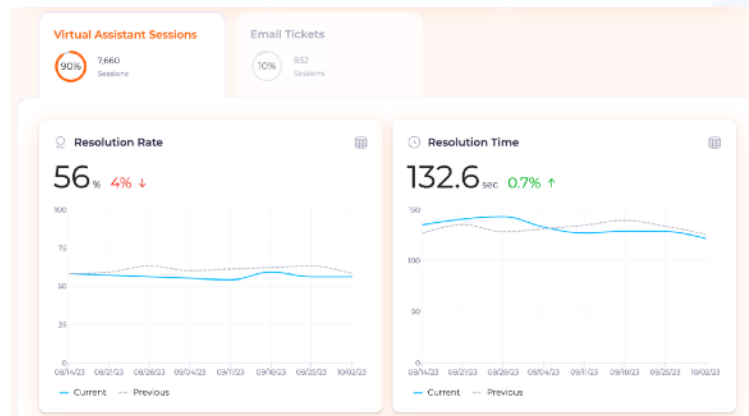 Virtual Assistant Sessions
90%
7,660
Sessions
Email Tickets
10%
852
Sessions
Resolution Rate
56 % 4% ↓
100
75
50
25
0
08/14/23 08/21/23 08/28/23 09/04/23 09/11/23 09/18/23 09/25/23 10/02/23
Current Previous
Resolution Time
132.6 sec 0.7% ↑
150
100
50
0
08/14/23 08/21/23 08/28/23 09/04/23 09/11/23 09/18/23 09/25/23 10/02/23
Current Previous